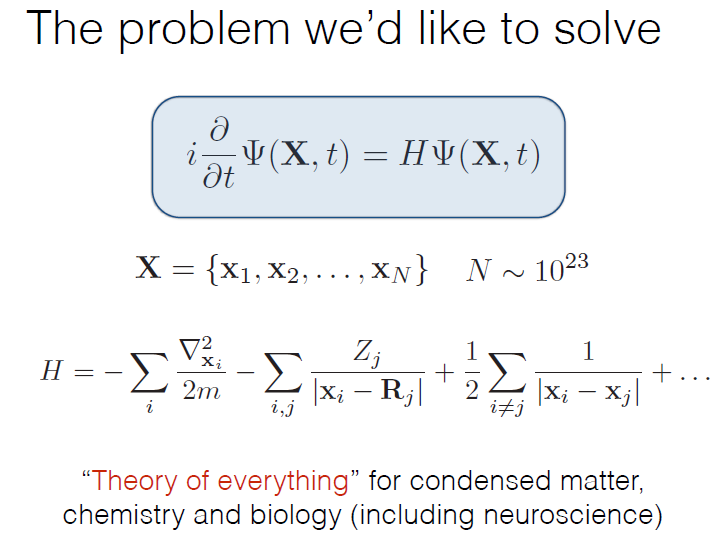 The problem we'd like to solve
$i\frac{\partial}{\partial t}\Psi(\mathbf{X}, t) = H\Psi(\mathbf{X}, t)$
$\mathbf{X} = \{\mathbf{x}_1, \mathbf{x}_2, \ldots, \mathbf{x}_N\} \quad N \sim 10^{23}$
$H = -\sum_i \frac{\nabla^2_{\mathbf{x}_i}}{2m} - \sum_{i,j} \frac{Z_j}{|\mathbf{x}_i - \mathbf{R}_j|} + \frac{1}{2}\sum_{i \neq j} \frac{1}{|\mathbf{x}_i - \mathbf{x}_j|} + \ldots$
“Theory of everything” for condensed matter,
chemistry and biology (including neuroscience)